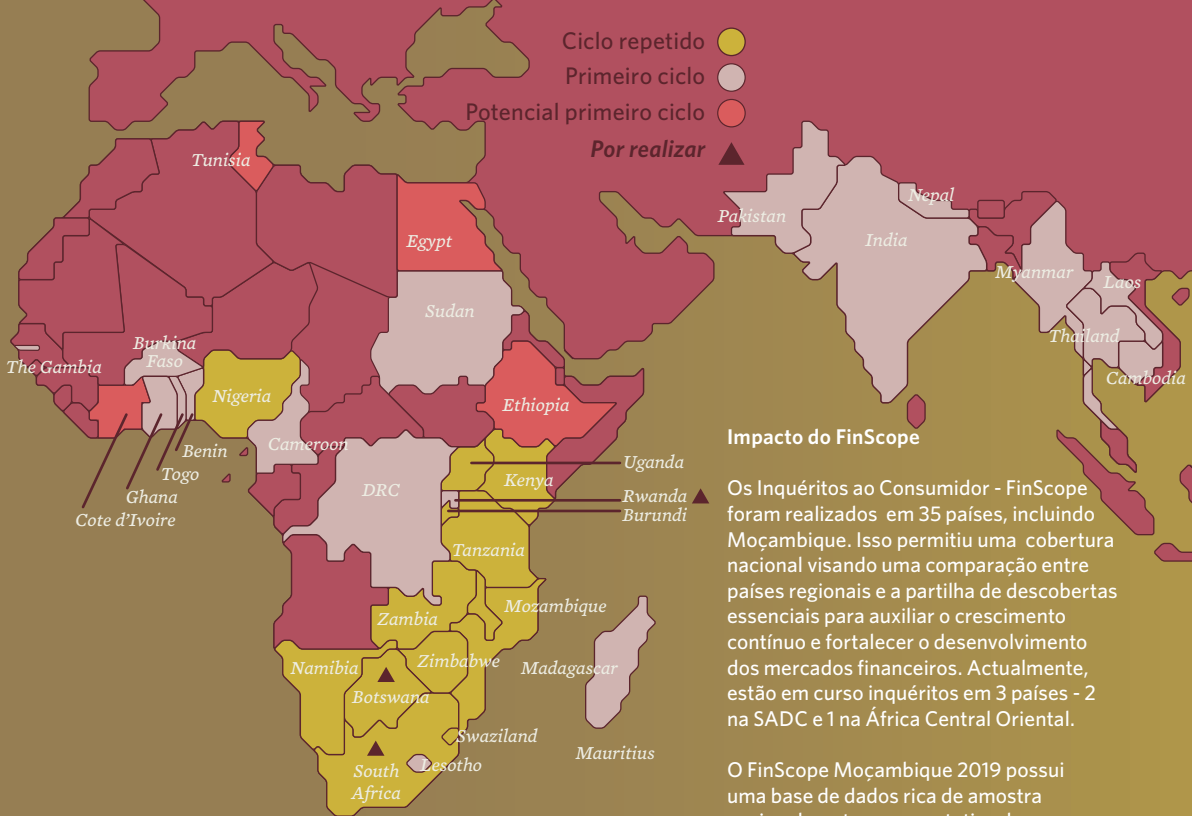 Ciclo repetido
Primeiro ciclo
Potencial primeiro ciclo
Por realizar
Tunisia
Egypt
Sudan
Burkina
Faso
The Gambia
Nigeria
Ethiopia
Cameroon
Benin
Togo
Ghana
Cote d'Ivoire
DRC
Kenya
Uganda
Rwanda
Burundi
Tanzania
Mozambique
Zambia
Namibia
Zimbabwe
Madagascar
Botswana
Swaziland
Mauritius
Lesotho
South
Africa
Pakistan
Nepal
India
Myanmar
Laos
Thailand
Cambodia
Impacto do FinScope
Os Inquéritos ao Consumidor - FinScope
foram realizados em 35 países, incluindo
Moçambique. Isso permitiu uma cobertura
nacional visando uma comparação entre
países regionais e a partilha de descobertas
essenciais para auxiliar o crescimento
contínuo e fortalecer o desenvolvimento
dos mercados financeiros. Actualmente,
estão em curso inquéritos em 3 países - 2
na SADC e 1 na África Central Oriental.
O FinScope Moçambique 2019 possui
uma base de dados rica de amostra